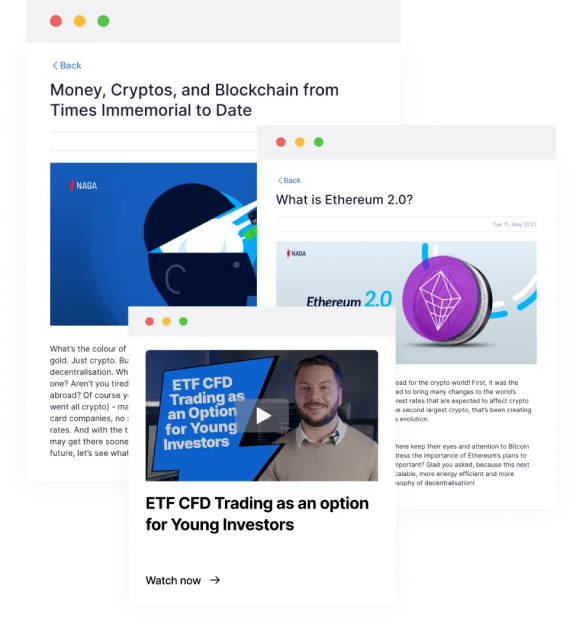 Back
Money, Cryptos, and Blockchain from
Times Immemorial to Date
NAGA
What's the colour of
gold. Just crypto. Bu
decentralisation. Wh
one? Aren't you tired
abroad? Of course y
went all crypto) - ma
card companies, no
rates. And with the t
may get there soone
future, let's see what
Back
What is Ethereum 2.0?
Tue 11, May 2021
NAGA
Ethereum 2.0
ead for the crypto world! First, it was the
ed to bring many changes to the world's
rest rates that are expected to affect crypto
e second largest crypto, that's been creating
s evolution.
here keep their eyes and attention to Bitcoin
tress the importance of Ethereum's plans to
mportant? Glad you asked, because this next
calable, more energy efficient and more
osophy of decentralisation!
ETF CFD
Trading as
an Option
for Young
Investors
ETF CFD Trading as an option
for Young Investors
Watch now →